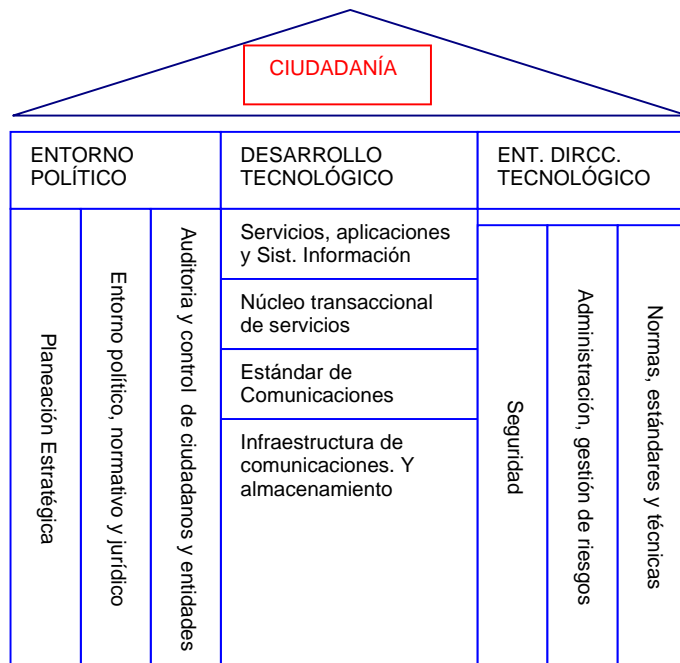 CIUDADANÍA
ENTORNO
POLÍTICO
DESARROLLO
TECNOLÓGICO
ENT. DIRCC.
TECNOLÓGICO
Planeación Estratégica
Entorno político, normativo y jurídico
Auditoria y control de ciudadanos y entidades
Servicios, aplicaciones
y Sist. Información
Núcleo transaccional
de servicios
Estándar de
Comunicaciones
Infraestructura de
comunicaciones. Y
almacenamiento
Seguridad
Administración, gestión de riesgos
Normas, estándares y técnicas